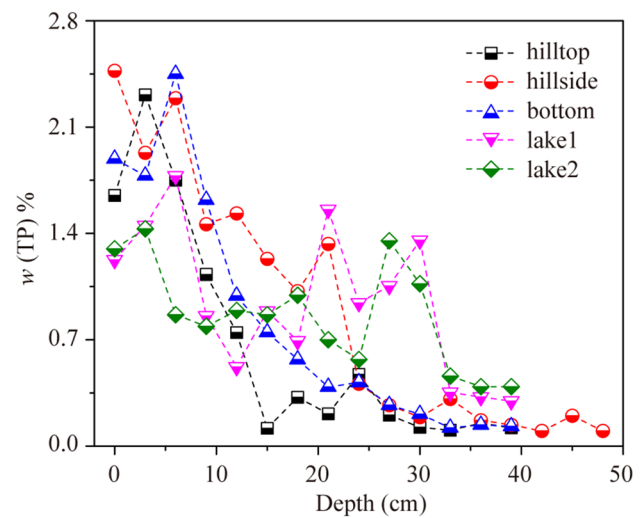 2.8
2.1
1.4
0.7
0.0
w (TP) %
hilltop
hillside
bottom
lake1
lake2
0 10 20 30 40 50
Depth (cm)